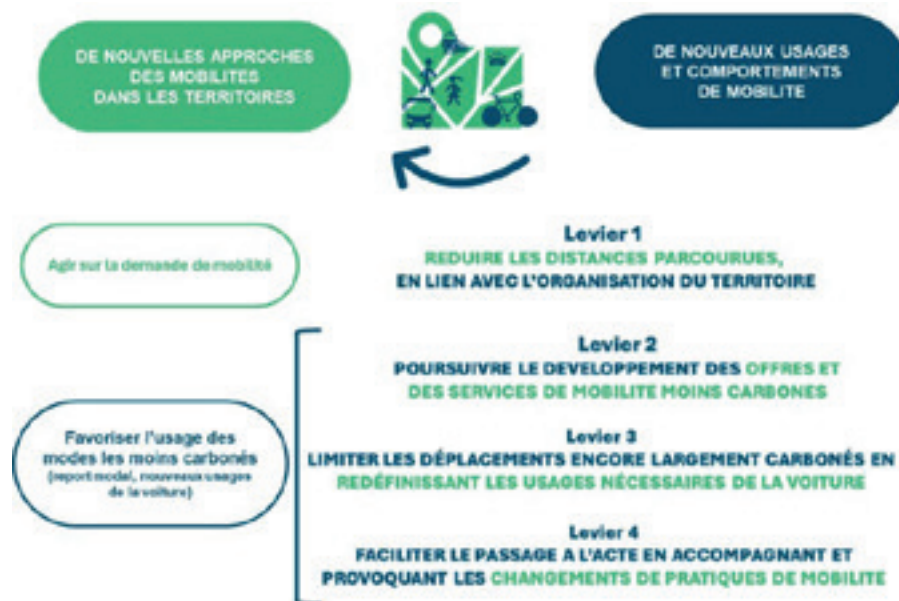 DE NOUVELLES APPROCHES
DES MOBILITES
DANS LES TERRITOIRES
DE NOUVEAUX USAGES
ET COMPORTEMENTS
DE MOBILITE
Agir sur la demande de mobilité
Levier 1
REDUIRE LES DISTANCES PARCOURUES,
EN LIEN AVEC L'ORGANISATION DU TERRITOIRE
Favoriser l'usage des
modes les moins carbonés
(report modal, nouveaux usages
de la voiture)
Levier 2
POURSUIVRE LE DEVELOPPEMENT DES OFFRES ET
DES SERVICES DE MOBILITE MOINS CARBONES
Levier 3
LIMITER LES DÉPLACEMENTS ENCORE LARGEMENT CARBONÉS EN
REDÉFINISSANT LES USAGES NÉCESSAIRES DE LA VOITURE
Levier 4
FACILITER LE PASSAGE A L'ACTE EN ACCOMPAGNANT ET
PROVOQUANT LES CHANGEMENTS DE PRATIQUES DE MOBILITE